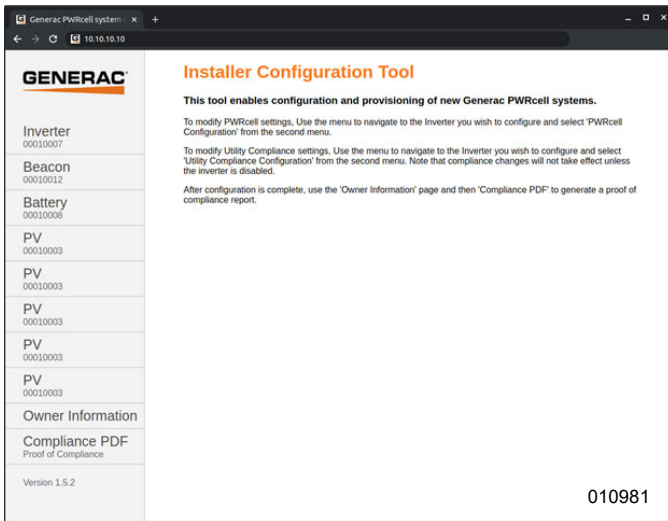 Generac PWRcell system
10.10.10.10
GENERAC
Inverter
00010007
Beacon
00010012
Battery
00010008
PV
00010003
PV
00010003
PV
00010003
PV
00010003
PV
00010003
Owner Information
Compliance PDF
Proof of Compliance
Version 1.5.2
Installer Configuration Tool
This tool enables configuration and provisioning of new Generac PWRcell systems.
To modify PWRcell settings, Use the menu to navigate to the Inverter you wish to configure and select 'PWRcell
Configuration' from the second menu.
To modify Utility Compliance settings, Use the menu to navigate to the Inverter you wish to configure and select
'Utility Compliance Configuration' from the second menu. Note that compliance changes will not take effect unless
the inverter is disabled.
After configuration is complete, use the 'Owner Information' page and then 'Compliance PDF' to generate a proof of
compliance report.
010981